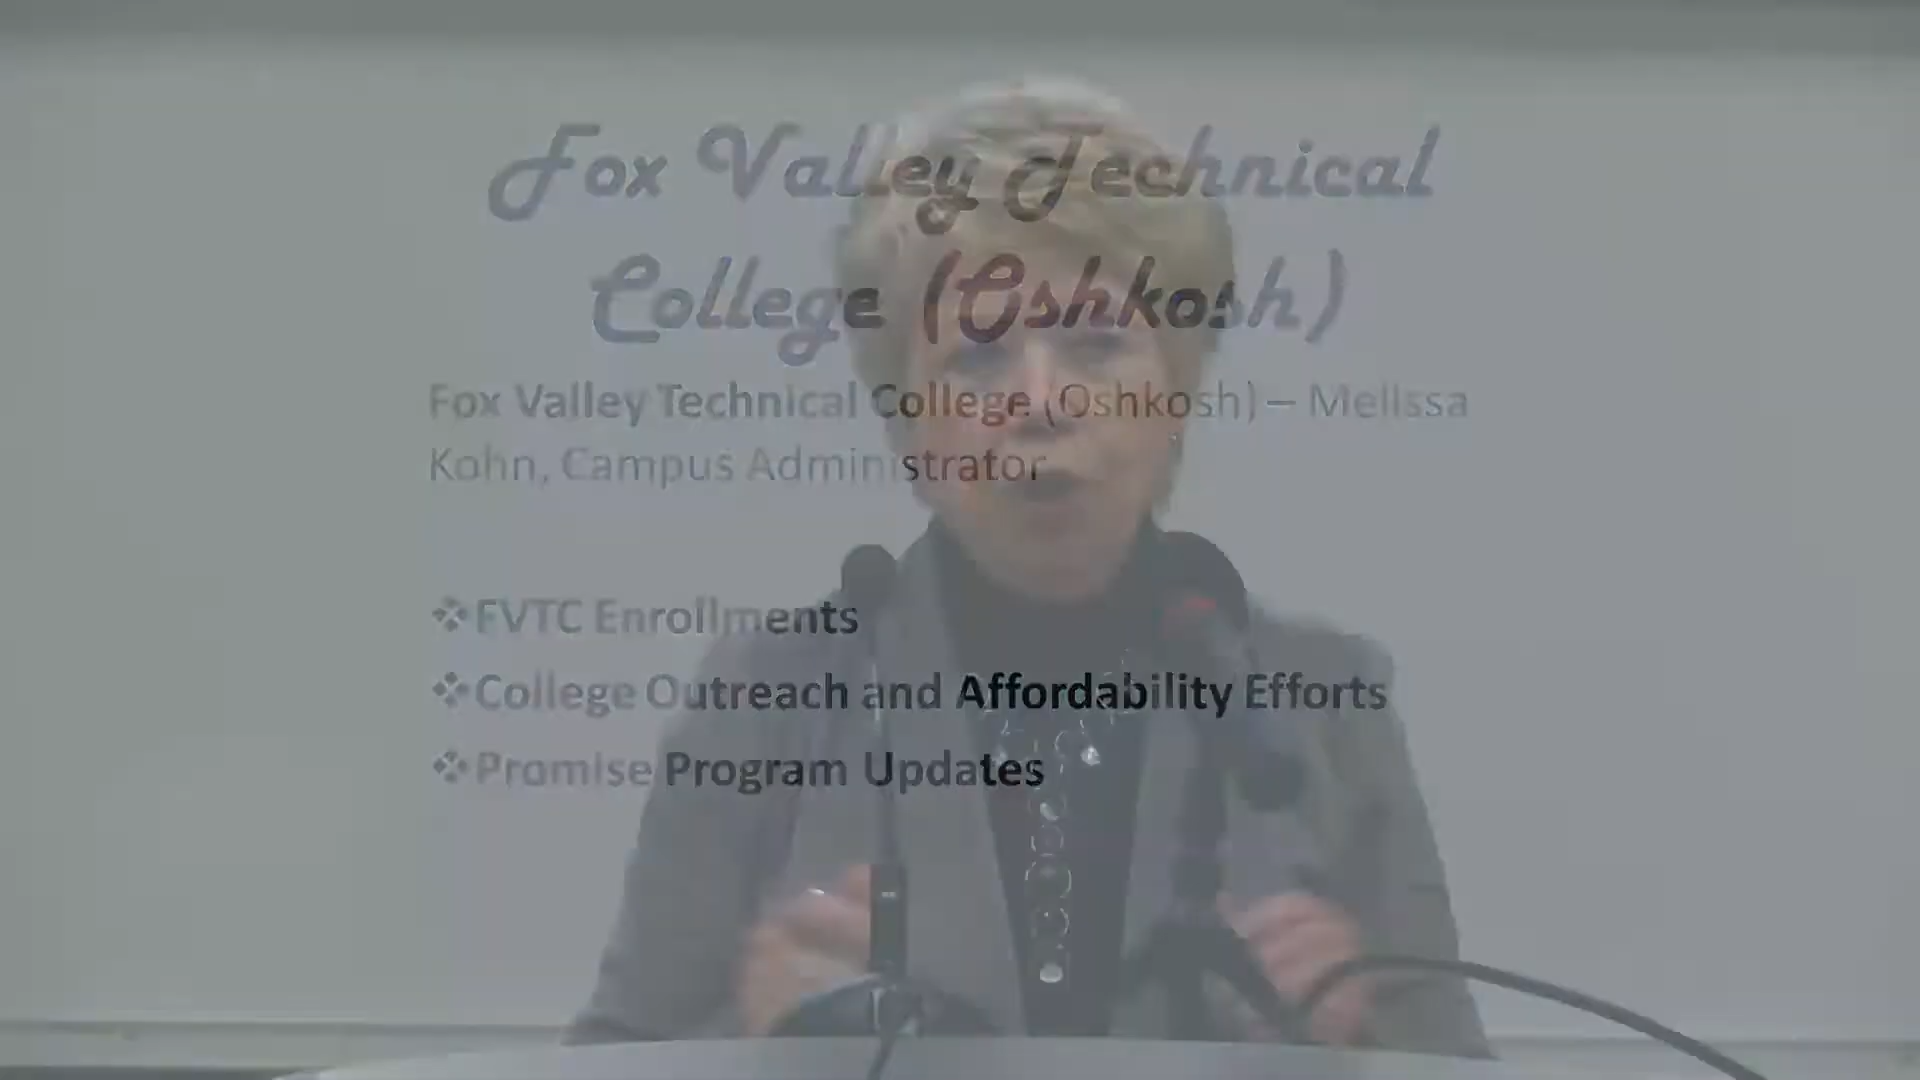 Fox Valley Technical
College (Oshkosh)
Fox Valley Technical College (Oshkosh) – Melissa
Kohn, Campus Administrator
❖FVTC Enrollments
❖College Outreach and Affordability Efforts
❖Promise Program Updates